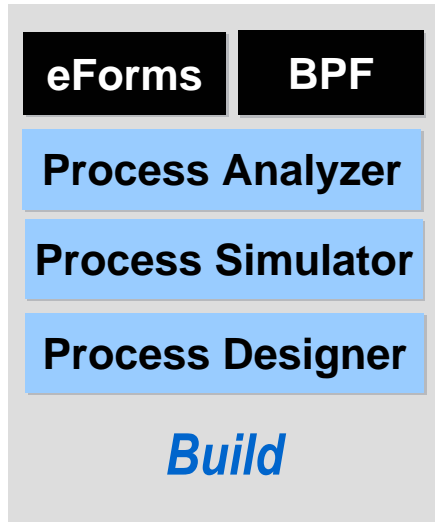 eForms BPF
Process Analyzer
Process Simulator
Process Designer
Build